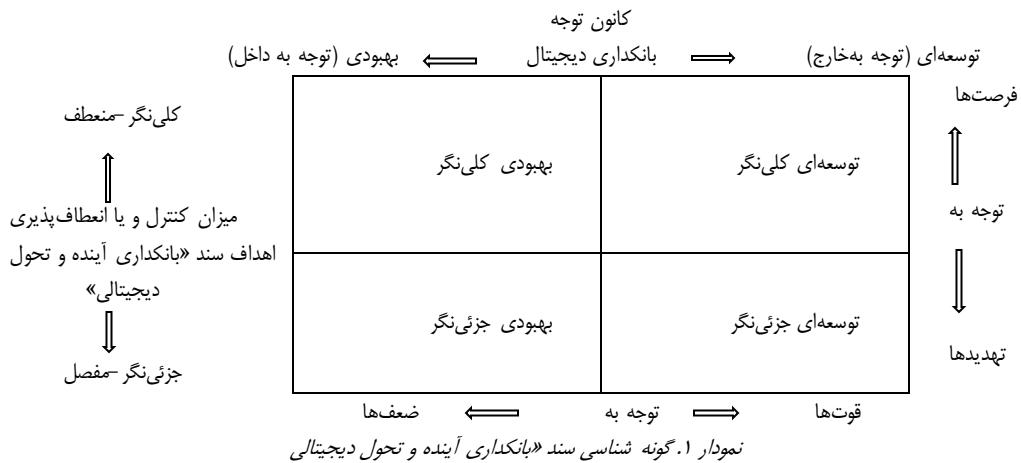 کانون توجه
توسعه‌ای (توجه به‌خارج) بانکداری دیجیتال بهبودی (توجه به داخل)
فرصت‌ها
کلی‌نگر –منعطف
توسعه‌ای کلی‌نگر بهبودی کلی‌نگر
توجه به
میزان کنترل و یا انعطاف‌پذیری
اهداف سند «بانکداری آینده و تحول
دیجیتالی»
توسعه‌ای جزئی‌نگر بهبودی جزئی‌نگر
تهدیدها
جزئی‌نگر –مفصل
قوت‌ها توجه به ضعف‌ها
نمودار ۱. گونه شناسی سند «بانکداری آینده و تحول دیجیتالی